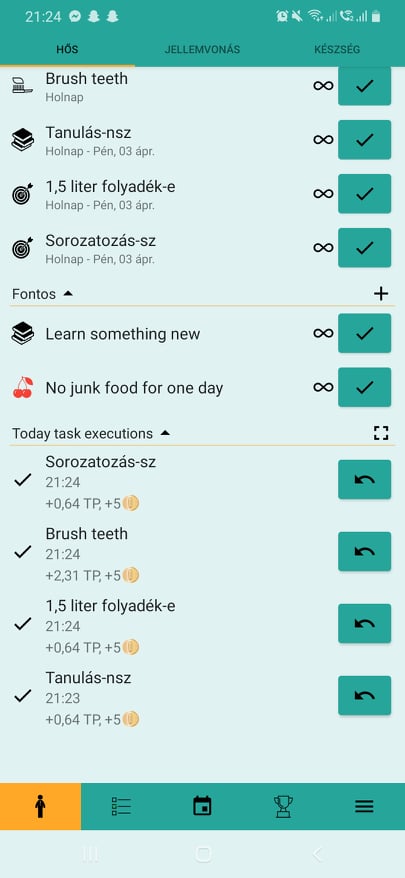 21:24
HŐS
JELLEMVONÁS
KÉSZSÉG
Brush teeth
Holnap
Tanulás-nsz
Holnap - Pén, 03 ápr.
1,5 liter folyadék-e
Holnap - Pén, 03 ápr.
Sorozatozás-sz
Holnap - Pén, 03 ápr.
Fontos
Learn something new
No junk food for one day
Today task executions
Sorozatozás-sz
21:24
+0,64 TP, +5
Brush teeth
21:24
+2,31 TP, +5
1,5 liter folyadék-e
21:24
+0,64 TP, +5
Tanulás-nsz
21:23
+0,64 TP, +5